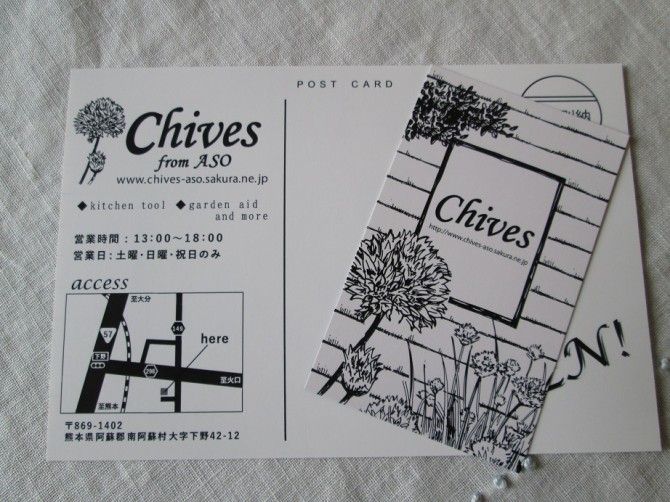 POST CARD
Chives
from ASO
www.chives-aso.sakura.ne.jp
◆kitchen tool ◆garden aid
and more
営業時間：13:00〜18:00
営業日：土曜・日曜・祝日のみ
access
至大分
57
149
here
下野
298
至火口
至熊本
〒869-1402
熊本県阿蘇郡南阿蘇村大字下野42-12
納
Chives
http://www.chives-aso.sakura.ne.jp
N!